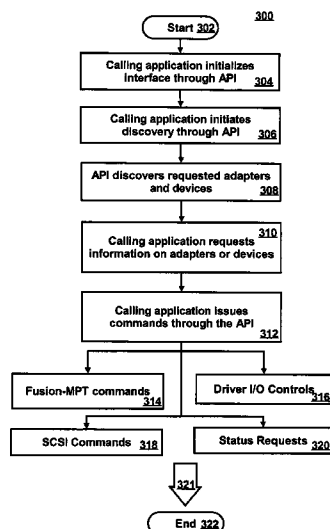 300
Start 302
Calling application initializes
Interface through API
304
Calling application initiates
discovery through API
306
API discovers requested adapters
and devices
308
310
Calling application requests
information on adapters or devices
Calling application issues
commands through the API
312
Fusion-MPT commands
314
Driver I/O Controls
316
SCSI Commands
318
Status Requests
320
321
End 322